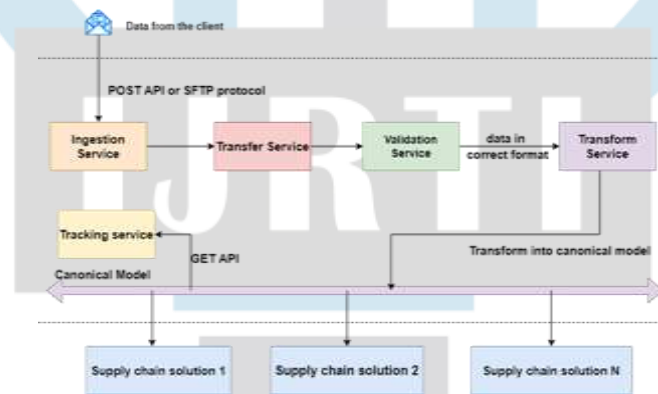 Data from the client
POST API or SFTP protocol
Ingestion
Service
Transfer Service
Validation
Service
data in
correct format
Transform
Service
Tracking service
GET API
Transform into canonical model
Canonical Model
Supply chain solution 1
Supply chain solution 2
Supply chain solution N
IJRTI